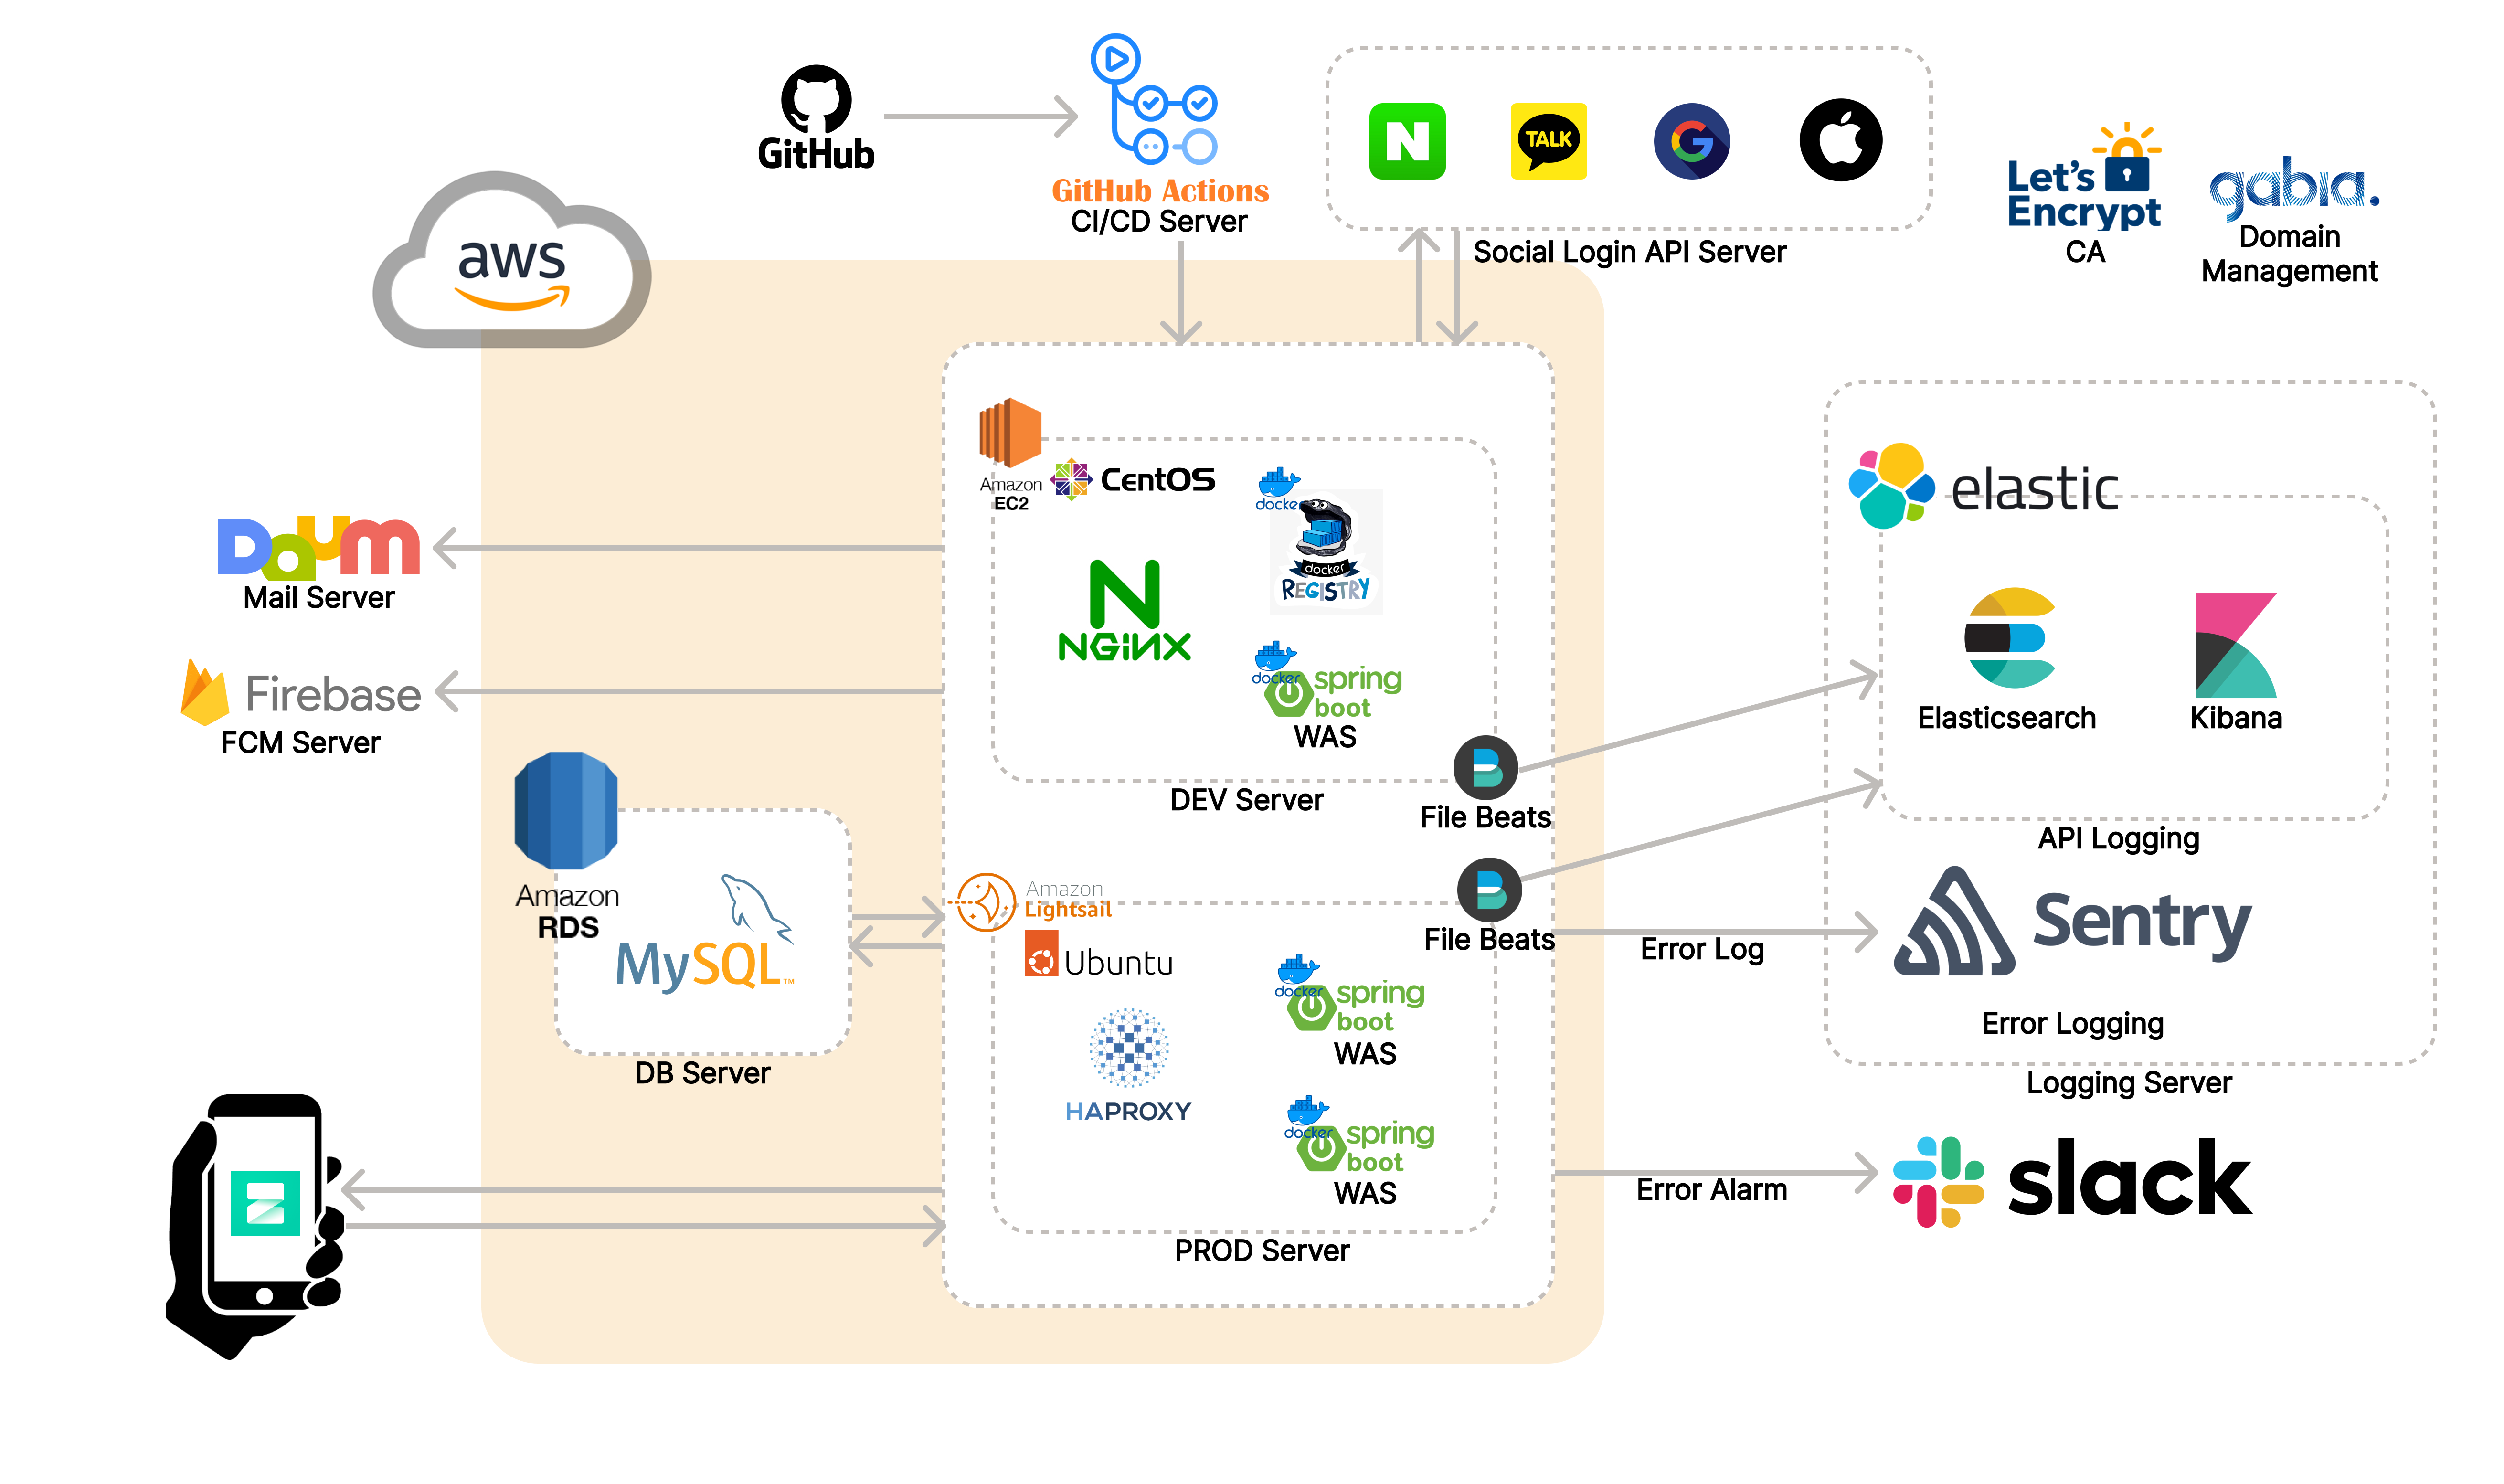 GitHub
GitHub Actions
CI/CD Server
N
TALK
G
Social Login API Server
Let's
Encrypt
CA
gabia.
Domain
Management
aws
Amazon
EC2
CentOS
docker
docker
REGISTRY
NGINX
docker
spring
boot
WAS
DEV Server
B
File Beats
Daum
Mail Server
Firebase
FCM Server
Amazon
RDS
MySQL™
DB Server
Amazon
Lightsail
Ubuntu
HAPROXY
B
File Beats
docker
spring
boot
WAS
docker
spring
boot
WAS
PROD Server
elastic
Elasticsearch
Kibana
API Logging
Error Log
Sentry
Error Logging
Logging Server
Error Alarm
slack